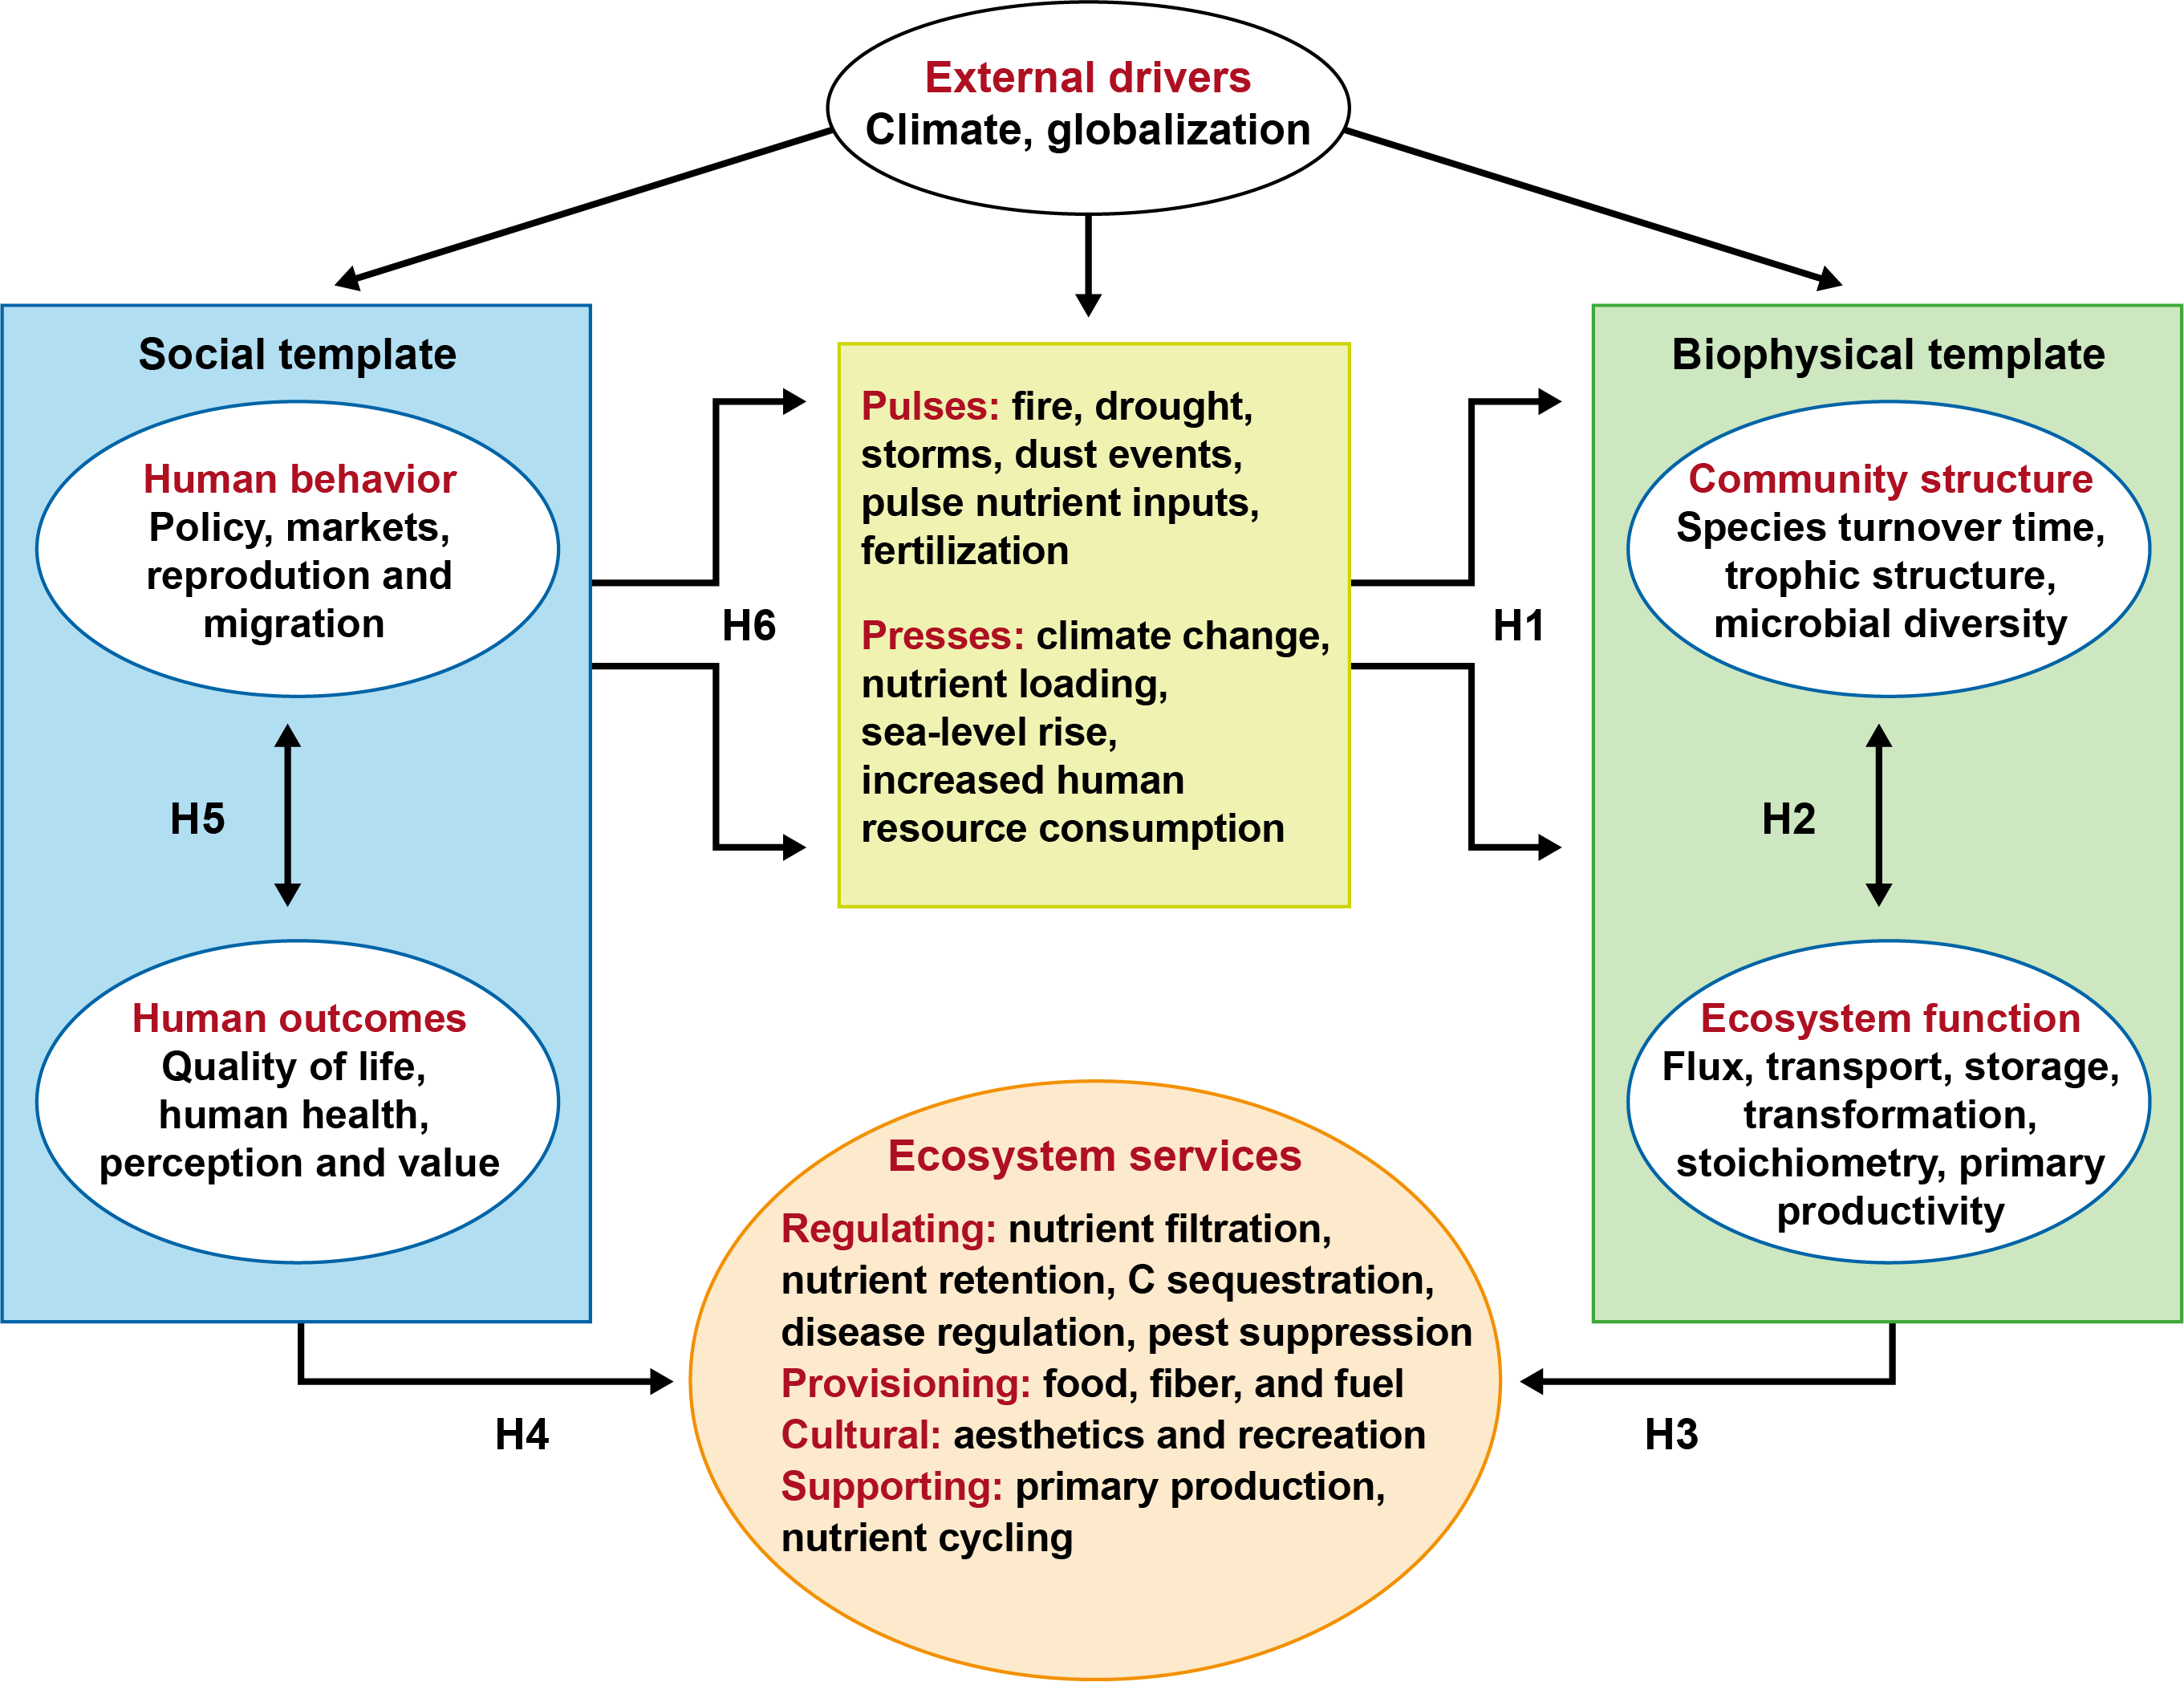 External drivers
Climate, globalization
Social template
Human behavior
Policy, markets,
reprodution and
migration
H5
Human outcomes
Quality of life,
human health,
perception and value
H6
Pulses: fire, drought,
storms, dust events,
pulse nutrient inputs,
fertilization
Presses: climate change,
nutrient loading,
sea-level rise,
increased human
resource consumption
H1
Biophysical template
Community structure
Species turnover time,
trophic structure,
microbial diversity
H2
Ecosystem function
Flux, transport, storage,
transformation,
stoichiometry, primary
productivity
H4
Ecosystem services
Regulating: nutrient filtration,
nutrient retention, C sequestration,
disease regulation, pest suppression
Provisioning: food, fiber, and fuel
Cultural: aesthetics and recreation
Supporting: primary production,
nutrient cycling
H3